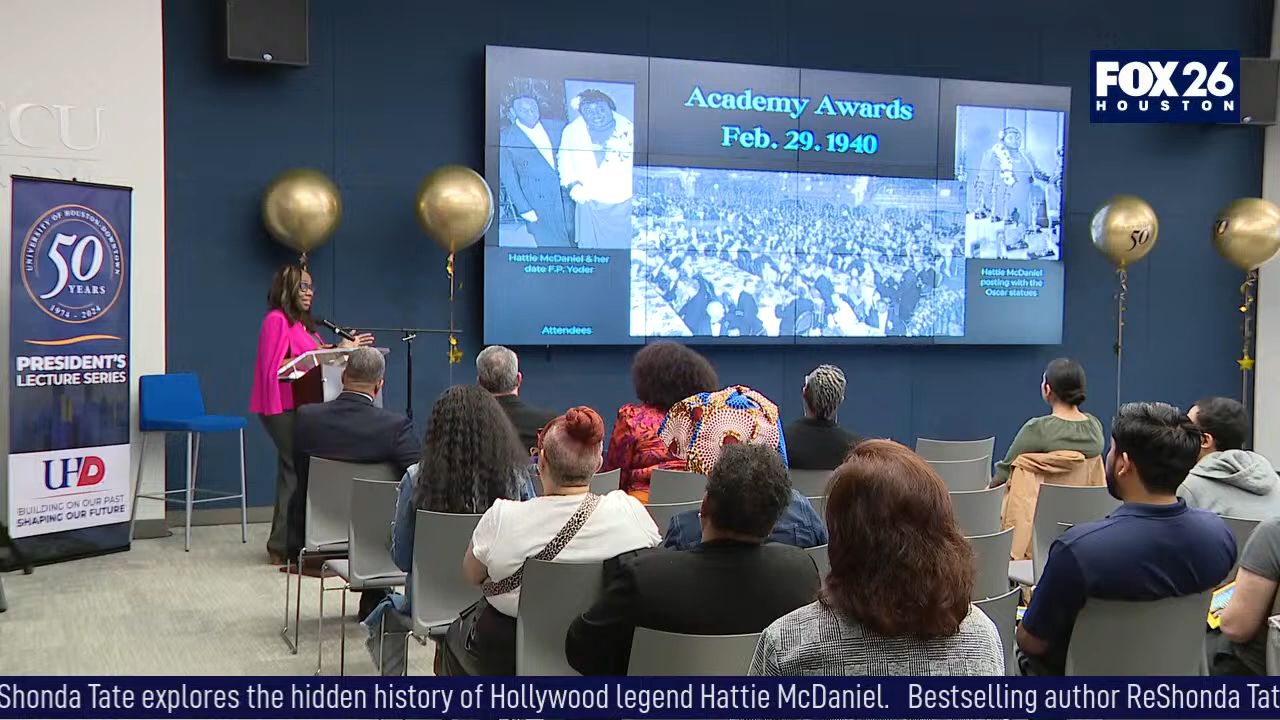 FOX 26
HOUSTON
CU
Academy Awards
Feb. 29. 1940
Hattie McDaniel & her
date F.P. Yoder
Attendees
Hattie McDaniel
posting with the
Oscar statues
UNIVERSITY OF HOUSTON-DOWNTOWN
50
YEARS
1974 - 2024
PRESIDENT'S
LECTURE SERIES
UHD
BUILDING ON OUR PAST
SHAPING OUR FUTURE
50
Shonda Tate explores the hidden history of Hollywood legend Hattie McDaniel. Bestselling author ReShonda Tat